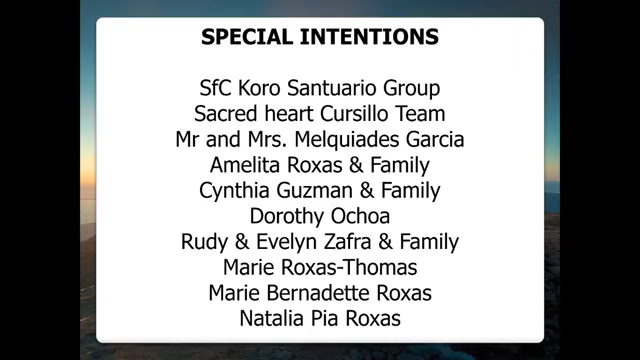 SPECIAL INTENTIONS
SfC Koro Santuario Group
Sacred heart Cursillo Team
Mr and Mrs. Melquiades Garcia
Amelita Roxas & Family
Cynthia Guzman & Family
Dorothy Ochoa
Rudy & Evelyn Zafra & Family
Marie Roxas-Thomas
Marie Bernadette Roxas
Natalia Pia Roxas